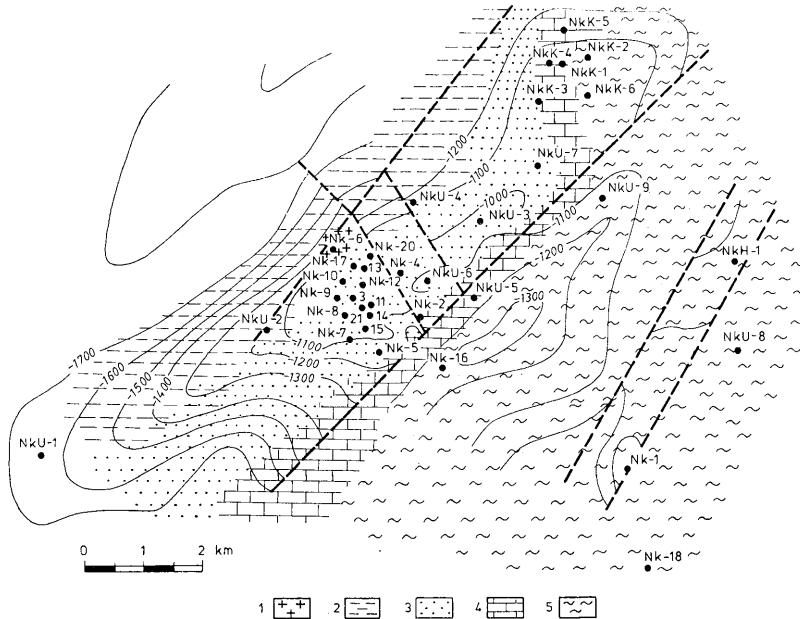 NkK-5
NkK-4
NkK-2
NkK-1
NkK-3
NkK-6
-1200
-1100
NkU-7
NkU-4
-1000
NkU-9
NkU-3
-1100
Nk-6
Nk-20
-1200
NkH-1
Nk-17
13
Nk-4
Nk-10
Nk-12
NkU-6
NkU-5
-1300
Nk-9
3
11
NkU-2
Nk-8
21
14
Nk-2
15
Nk-7
-1100
Nk-5
NkU-8
-1700
-1200
Nk-16
-1600
-1300
-1500
-1400
NkU-1
Nk-1
0 1 2 km
Nk-18
1 2 3 4 5